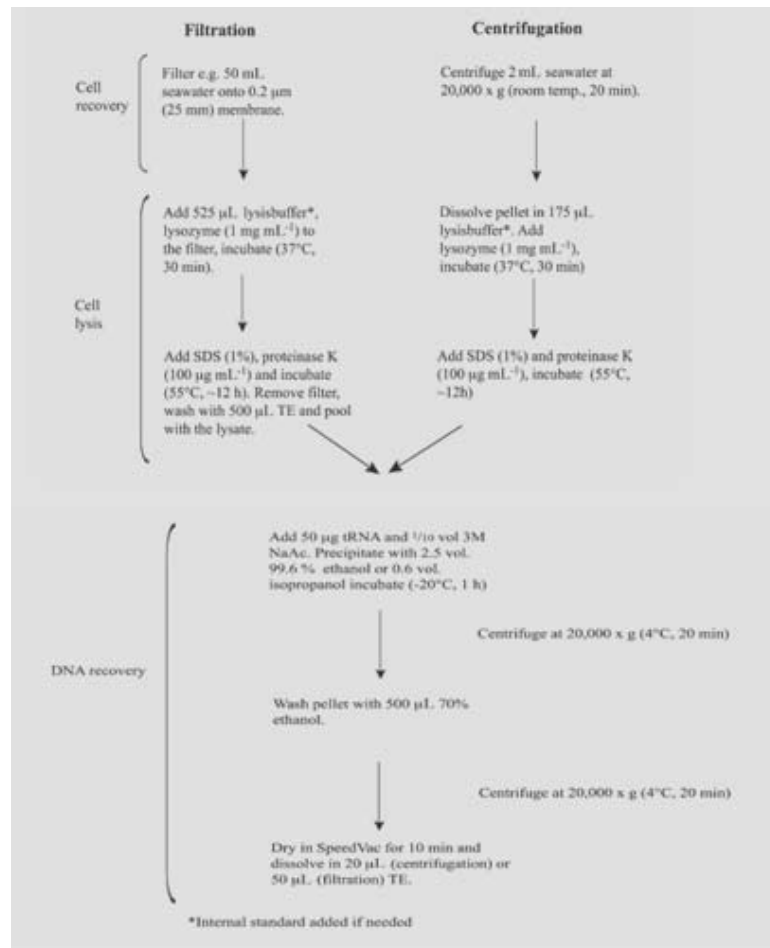 Filtration
Centrifugation
Cell
recovery
Filter e.g. 50 mL
seawater onto 0.2 µm
(25 mm) membrane.
Centrifuge 2 mL seawater at
20,000 x g (room temp., 20 min).
Cell
lysis
Add 525 µL lysisbuffer*,
lysozyme (1 mg mL⁻¹) to
the filter, incubate (37°C,
30 min).
Dissolve pellet in 175 µL
lysisbuffer*. Add
lysozyme (1 mg mL⁻¹),
incubate (37°C, 30 min)
Add SDS (1%), proteinase K
(100 µg mL⁻¹) and incubate
(55°C, ~12 h). Remove filter,
wash with 500 µL TE and pool
with the lysate.
Add SDS (1%) and proteinase K
(100 µg mL⁻¹), incubate (55°C,
~12h)
DNA recovery
Add 50 µg tRNA and 1/10 vol 3M
NaAc. Precipitate with 2.5 vol.
99.6 % ethanol or 0.6 vol.
isopropanol incubate (-20°C, 1 h)
Centrifuge at 20,000 x g (4°C, 20 min)
Wash pellet with 500 µL 70%
ethanol.
Centrifuge at 20,000 x g (4°C, 20 min)
Dry in SpeedVac for 10 min and
dissolve in 20 µL (centrifugation) or
50 µL (filtration) TE.
*Internal standard added if needed